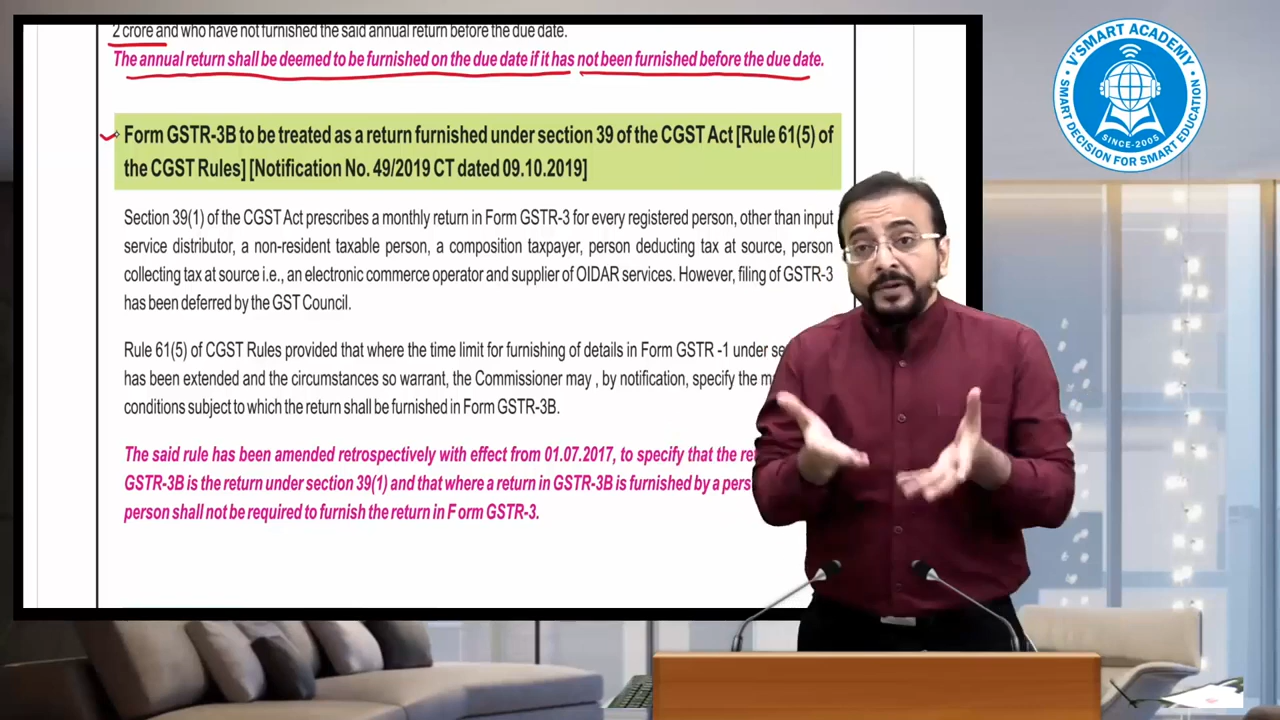 2 crore and who have not furnished the said annual return before the due date.
The annual return shall be deemed to be furnished on the due date if it has not been furnished before the due date.
Form GSTR-3B to be treated as a return furnished under section 39 of the CGST Act [Rule 61(5) of
the CGST Rules] [Notification No. 49/2019 CT dated 09.10.2019]
Section 39(1) of the CGST Act prescribes a monthly return in Form GSTR-3 for every registered person, other than input
service distributor, a non-resident taxable person, a composition taxpayer, person deducting tax at source, person
collecting tax at source i.e., an electronic commerce operator and supplier of OIDAR services. However, filing of GSTR-3
has been deferred by the GST Council.
Rule 61(5) of CGST Rules provided that where the time limit for furnishing of details in Form GSTR -1 under
has been extended and the circumstances so warrant, the Commissioner may , by notification, specify the
conditions subject to which the return shall be furnished in Form GSTR-3B.
The said rule has been amended retrospectively with effect from 01.07.2017, to specify that the
GSTR-3B is the return under section 39(1) and that where a return in GSTR-3B is furnished by a
person shall not be required to furnish the return in F orm GSTR-3.
V'SMART ACADEMY
SMART DECISION FOR SMART EDUCATION
SINCE-2005